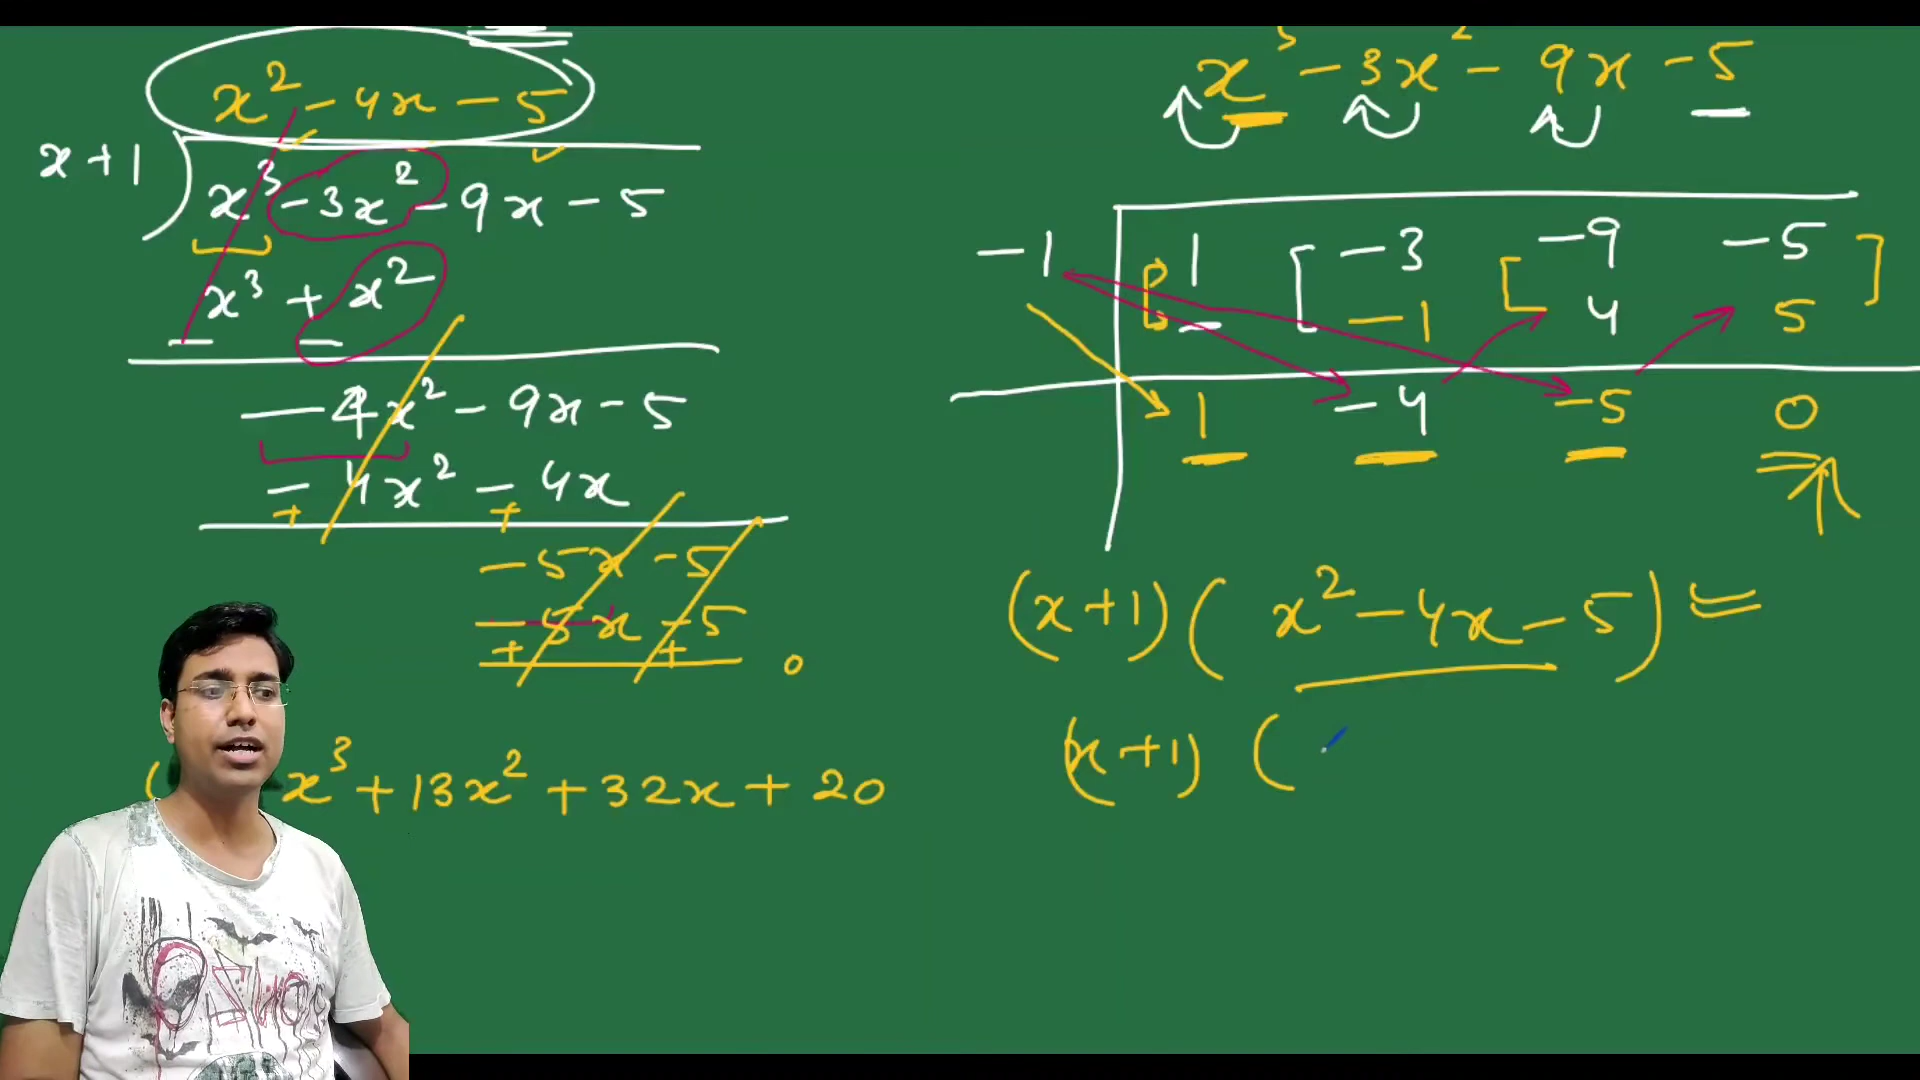 x² - 4x - 5
x + 1 ) x³ - 3x² - 9x - 5
x³ + x²
- -
- 4x² - 9x - 5
- 4x² - 4x
+ +
- 5x - 5
- 5x - 5
+ +
0
( x³ + 13x² + 32x + 20
x³ - 3x² - 9x - 5
-1 1 [ -3 [ -9 -5 ]
-1 4 5
1 -4 -5 0
(x+1) ( x² - 4x - 5 ) =
(x+1) (